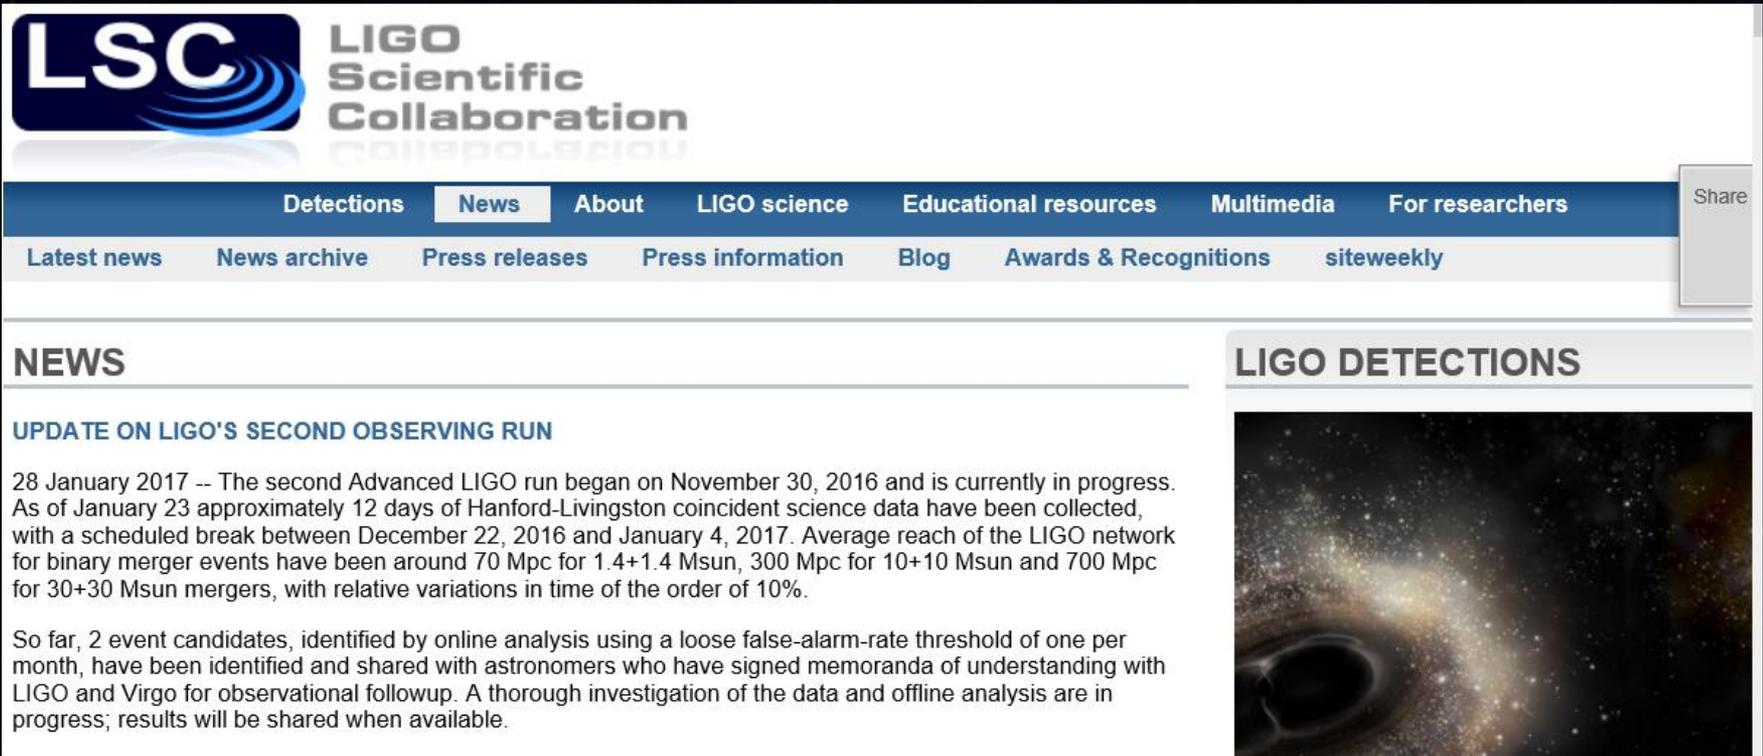 LSC
LIGO
Scientific
Collaboration
Detections News About LIGO science Educational resources Multimedia For researchers
Share
Latest news News archive Press releases Press information Blog Awards & Recognitions siteweekly
NEWS
UPDATE ON LIGO'S SECOND OBSERVING RUN
28 January 2017 -- The second Advanced LIGO run began on November 30, 2016 and is currently in progress.
As of January 23 approximately 12 days of Hanford-Livingston coincident science data have been collected,
with a scheduled break between December 22, 2016 and January 4, 2017. Average reach of the LIGO network
for binary merger events have been around 70 Mpc for 1.4+1.4 Msun, 300 Mpc for 10+10 Msun and 700 Mpc
for 30+30 Msun mergers, with relative variations in time of the order of 10%.
So far, 2 event candidates, identified by online analysis using a loose false-alarm-rate threshold of one per
month, have been identified and shared with astronomers who have signed memoranda of understanding with
LIGO and Virgo for observational followup. A thorough investigation of the data and offline analysis are in
progress; results will be shared when available.
LIGO DETECTIONS